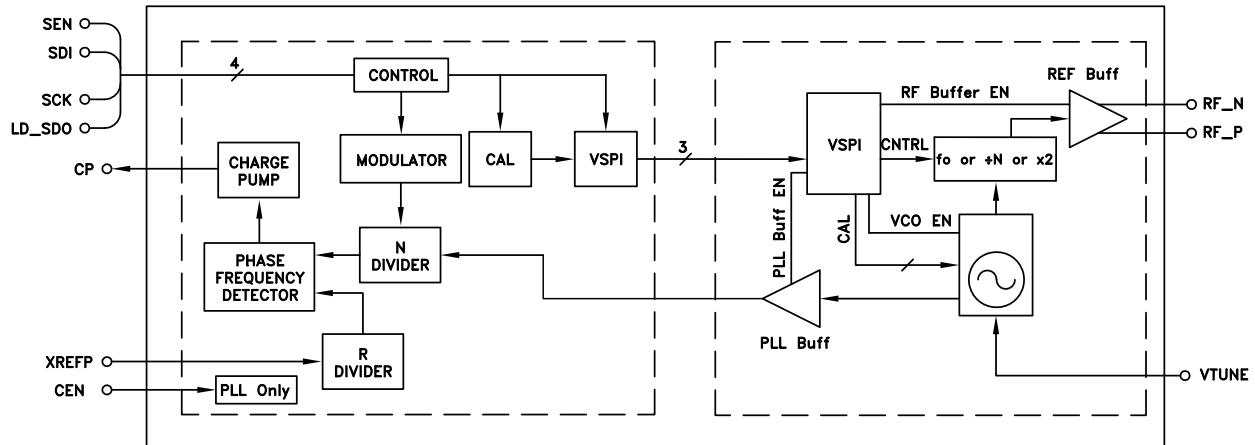 SEN
SDI
SCK
LD_SDO
CP
XREFP
CEN
4
CONTROL
MODULATOR
CAL
VSPI
3
CHARGE
PUMP
PHASE
FREQUENCY
DETECTOR
N
DIVIDER
R
DIVIDER
PLL Only
VSPI
RF Buffer EN
REF Buff
RF_N
RF_P
CNTRL
fo or ÷N or x2
PLL Buff EN
CAL
VCO EN
PLL Buff
VTUNE